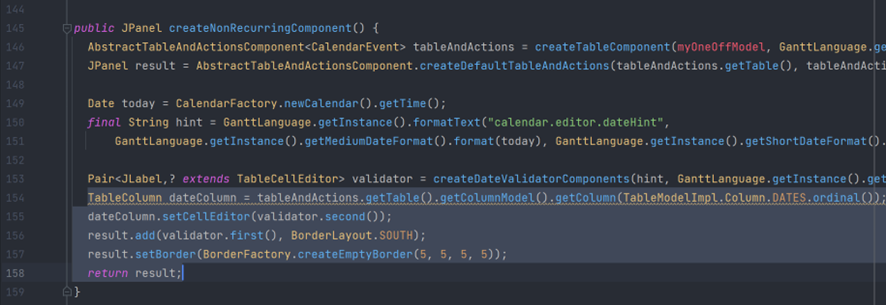 144
145 public JPanel createNonRecurringComponent() {
146 AbstractTableAndActionsComponent<CalendarEvent> tableAndActions = createTableComponent(myOneOffModel, GanttLanguage.ge
147 JPanel result = AbstractTableAndActionsComponent.createDefaultTableAndActions(tableAndActions.getTable(), tableAndActi
148
149 Date today = CalendarFactory.newCalendar().getTime();
150 final String hint = GanttLanguage.getInstance().formatText("calendar.editor.dateHint",
151 GanttLanguage.getInstance().getMediumDateFormat().format(today), GanttLanguage.getInstance().getShortDateFormat().
152
153 Pair<JLabel,? extends TableCellEditor> validator = createDateValidatorComponents(hint, GanttLanguage.getInstance().get
154 TableColumn dateColumn = tableAndActions.getTable().getColumnModel().getColumn(TableModelImpl.Column.DATES.ordinal());
155 dateColumn.setCellEditor(validator.second());
156 result.add(validator.first(), BorderLayout.SOUTH);
157 result.setBorder(BorderFactory.createEmptyBorder(5, 5, 5, 5));
158 return result;
159 }